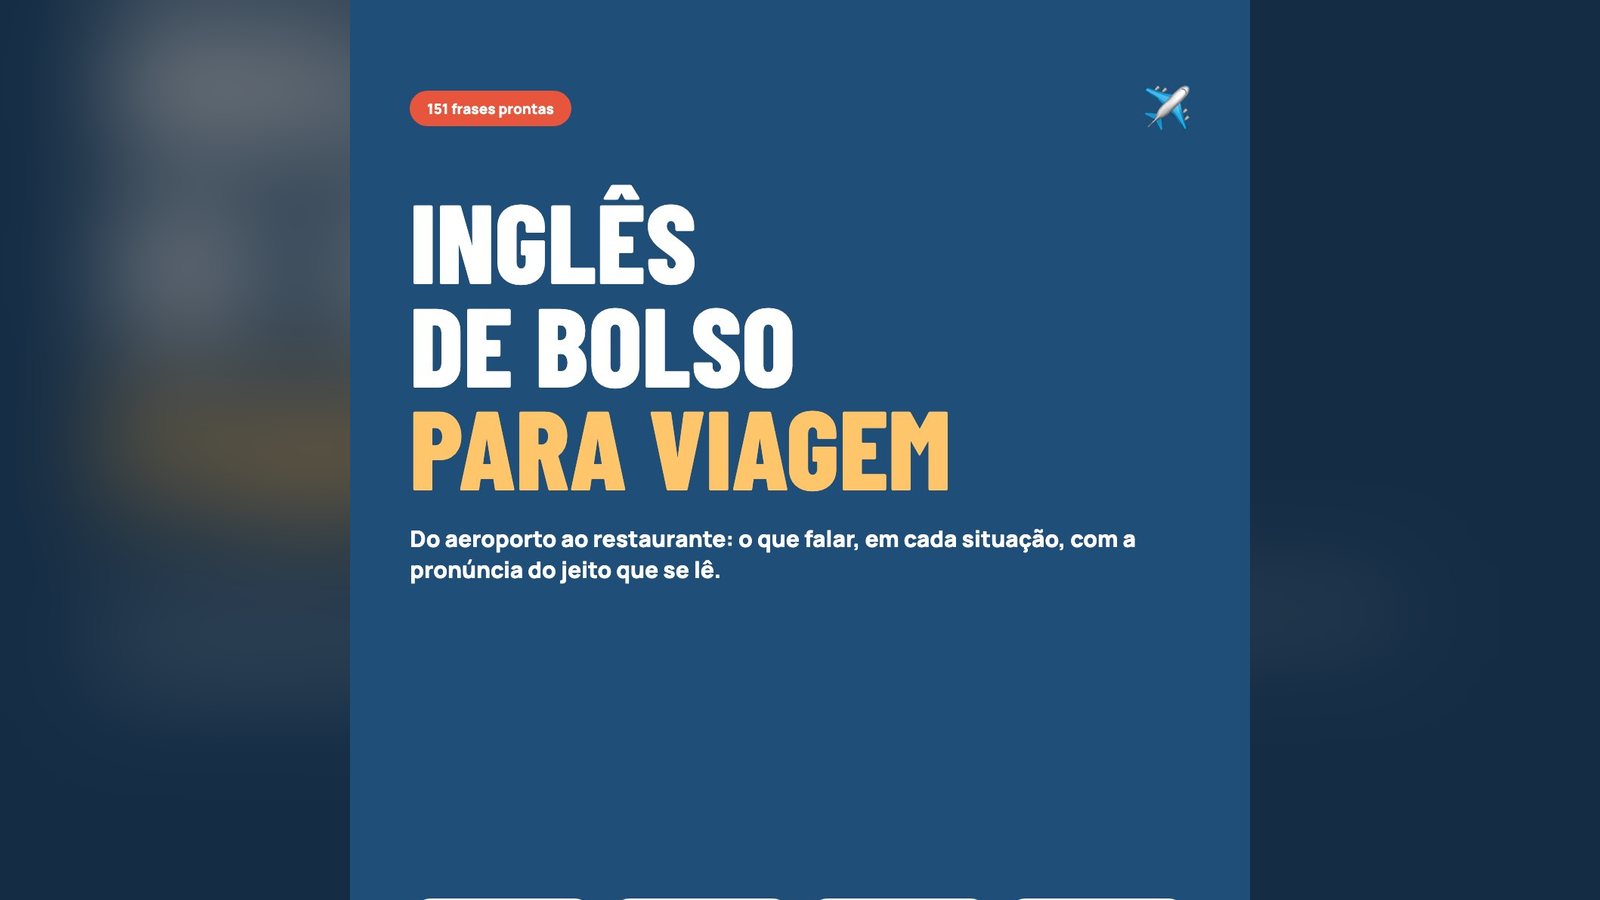 151 frases prontas
INGLÊS
DE BOLSO
PARA VIAGEM
Do aeroporto ao restaurante: o que falar, em cada situação, com a
pronúncia do jeito que se lê.